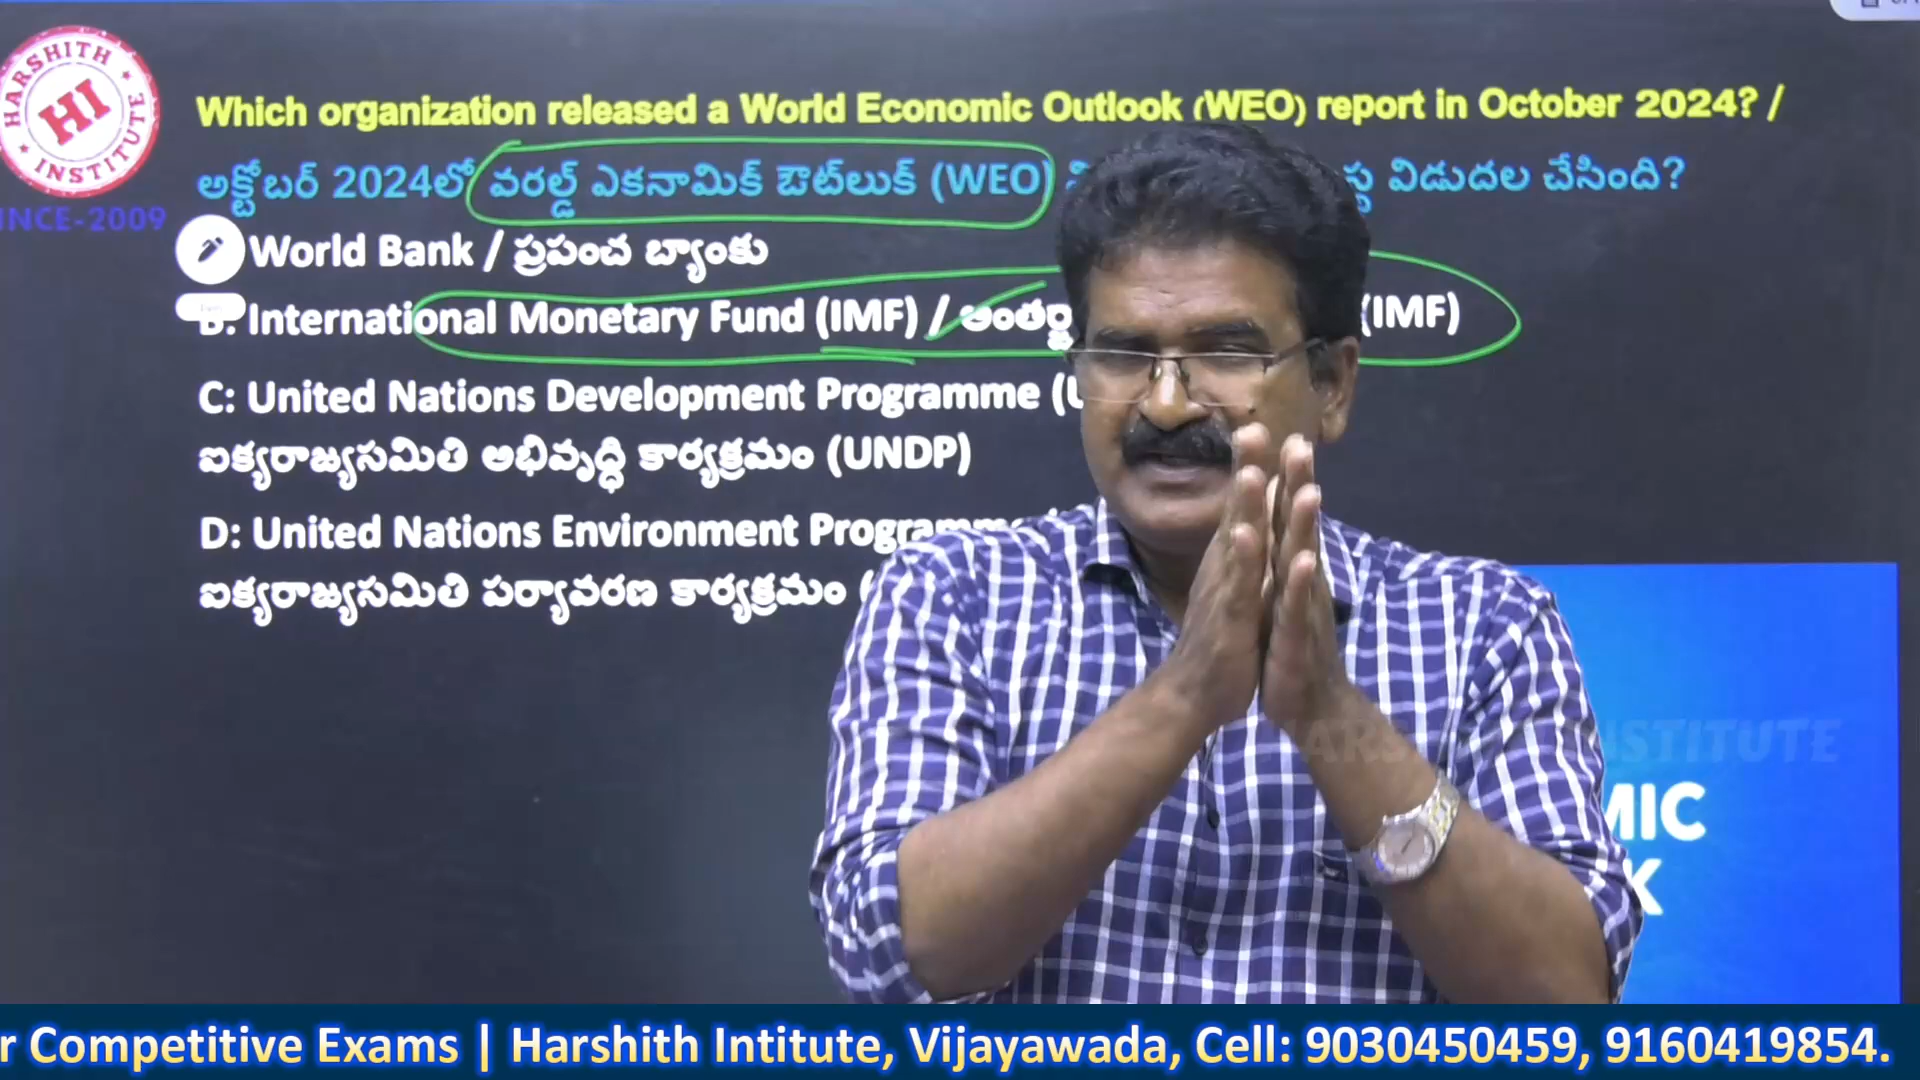 HARSHITH
HI
INSTITUTE
INCE-2009
Which organization released a World Economic Outlook (WEO) report in October 2024? /
అక్టోబర్ 2024లో వరల్డ్ ఎకనామిక్ ఔట్‌లుక్ (WEO) విడుదల చేసింది?
World Bank / ప్రపంచ బ్యాంకు
B: International Monetary Fund (IMF) / (IMF)
C: United Nations Development Programme
ఐక్యరాజ్యసమితి అభివృద్ధి కార్యక్రమం (UNDP)
D: United Nations Environment Programme
ఐక్యరాజ్యసమితి పర్యావరణ కార్యక్రమం
INSTITUTE
MIC
K
r Competitive Exams | Harshith Intitute, Vijayawada, Cell: 9030450459, 9160419854.